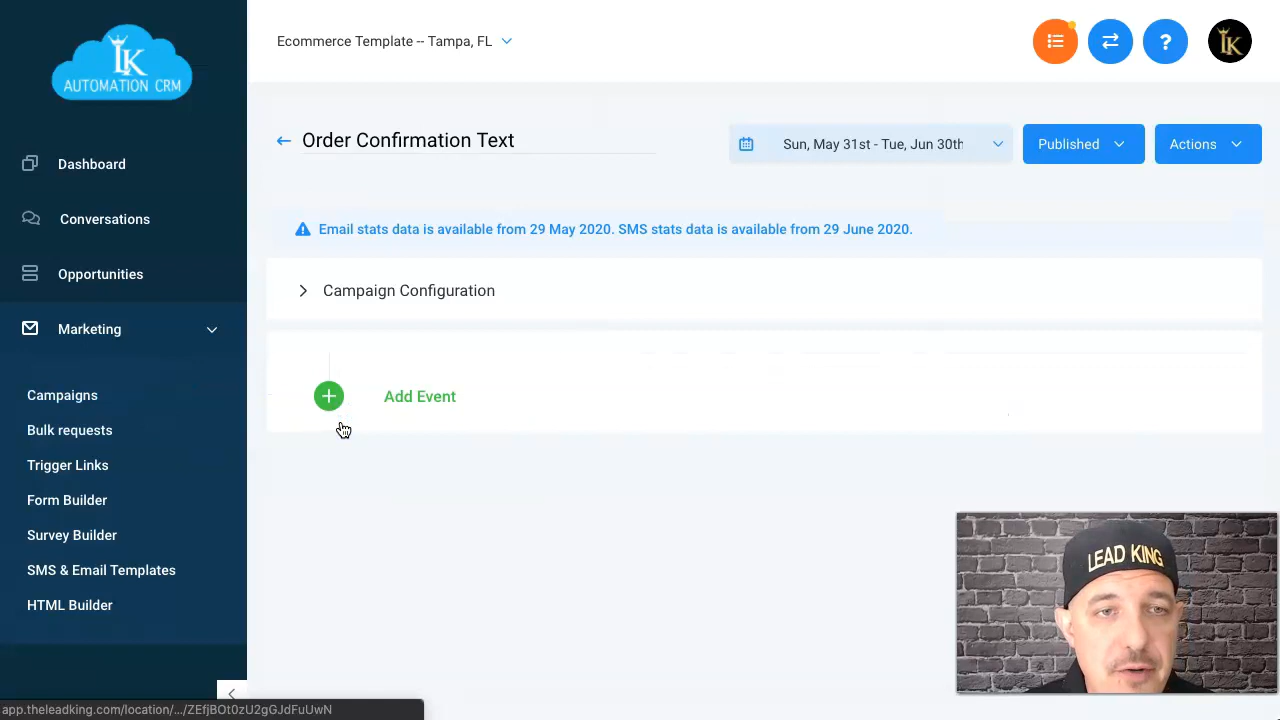 LK
AUTOMATION CRM
Ecommerce Template -- Tampa, FL
?
LK
Order Confirmation Text
Sun, May 31st - Tue, Jun 30th
Published
Actions
Dashboard
Conversations
Opportunities
Marketing
Campaigns
Bulk requests
Trigger Links
Form Builder
Survey Builder
SMS & Email Templates
HTML Builder
Email stats data is available from 29 May 2020. SMS stats data is available from 29 June 2020.
Campaign Configuration
Add Event
LEAD KING
app.theleadking.com/location/.../ZEfjBOt0zU2gGJdFuUwN